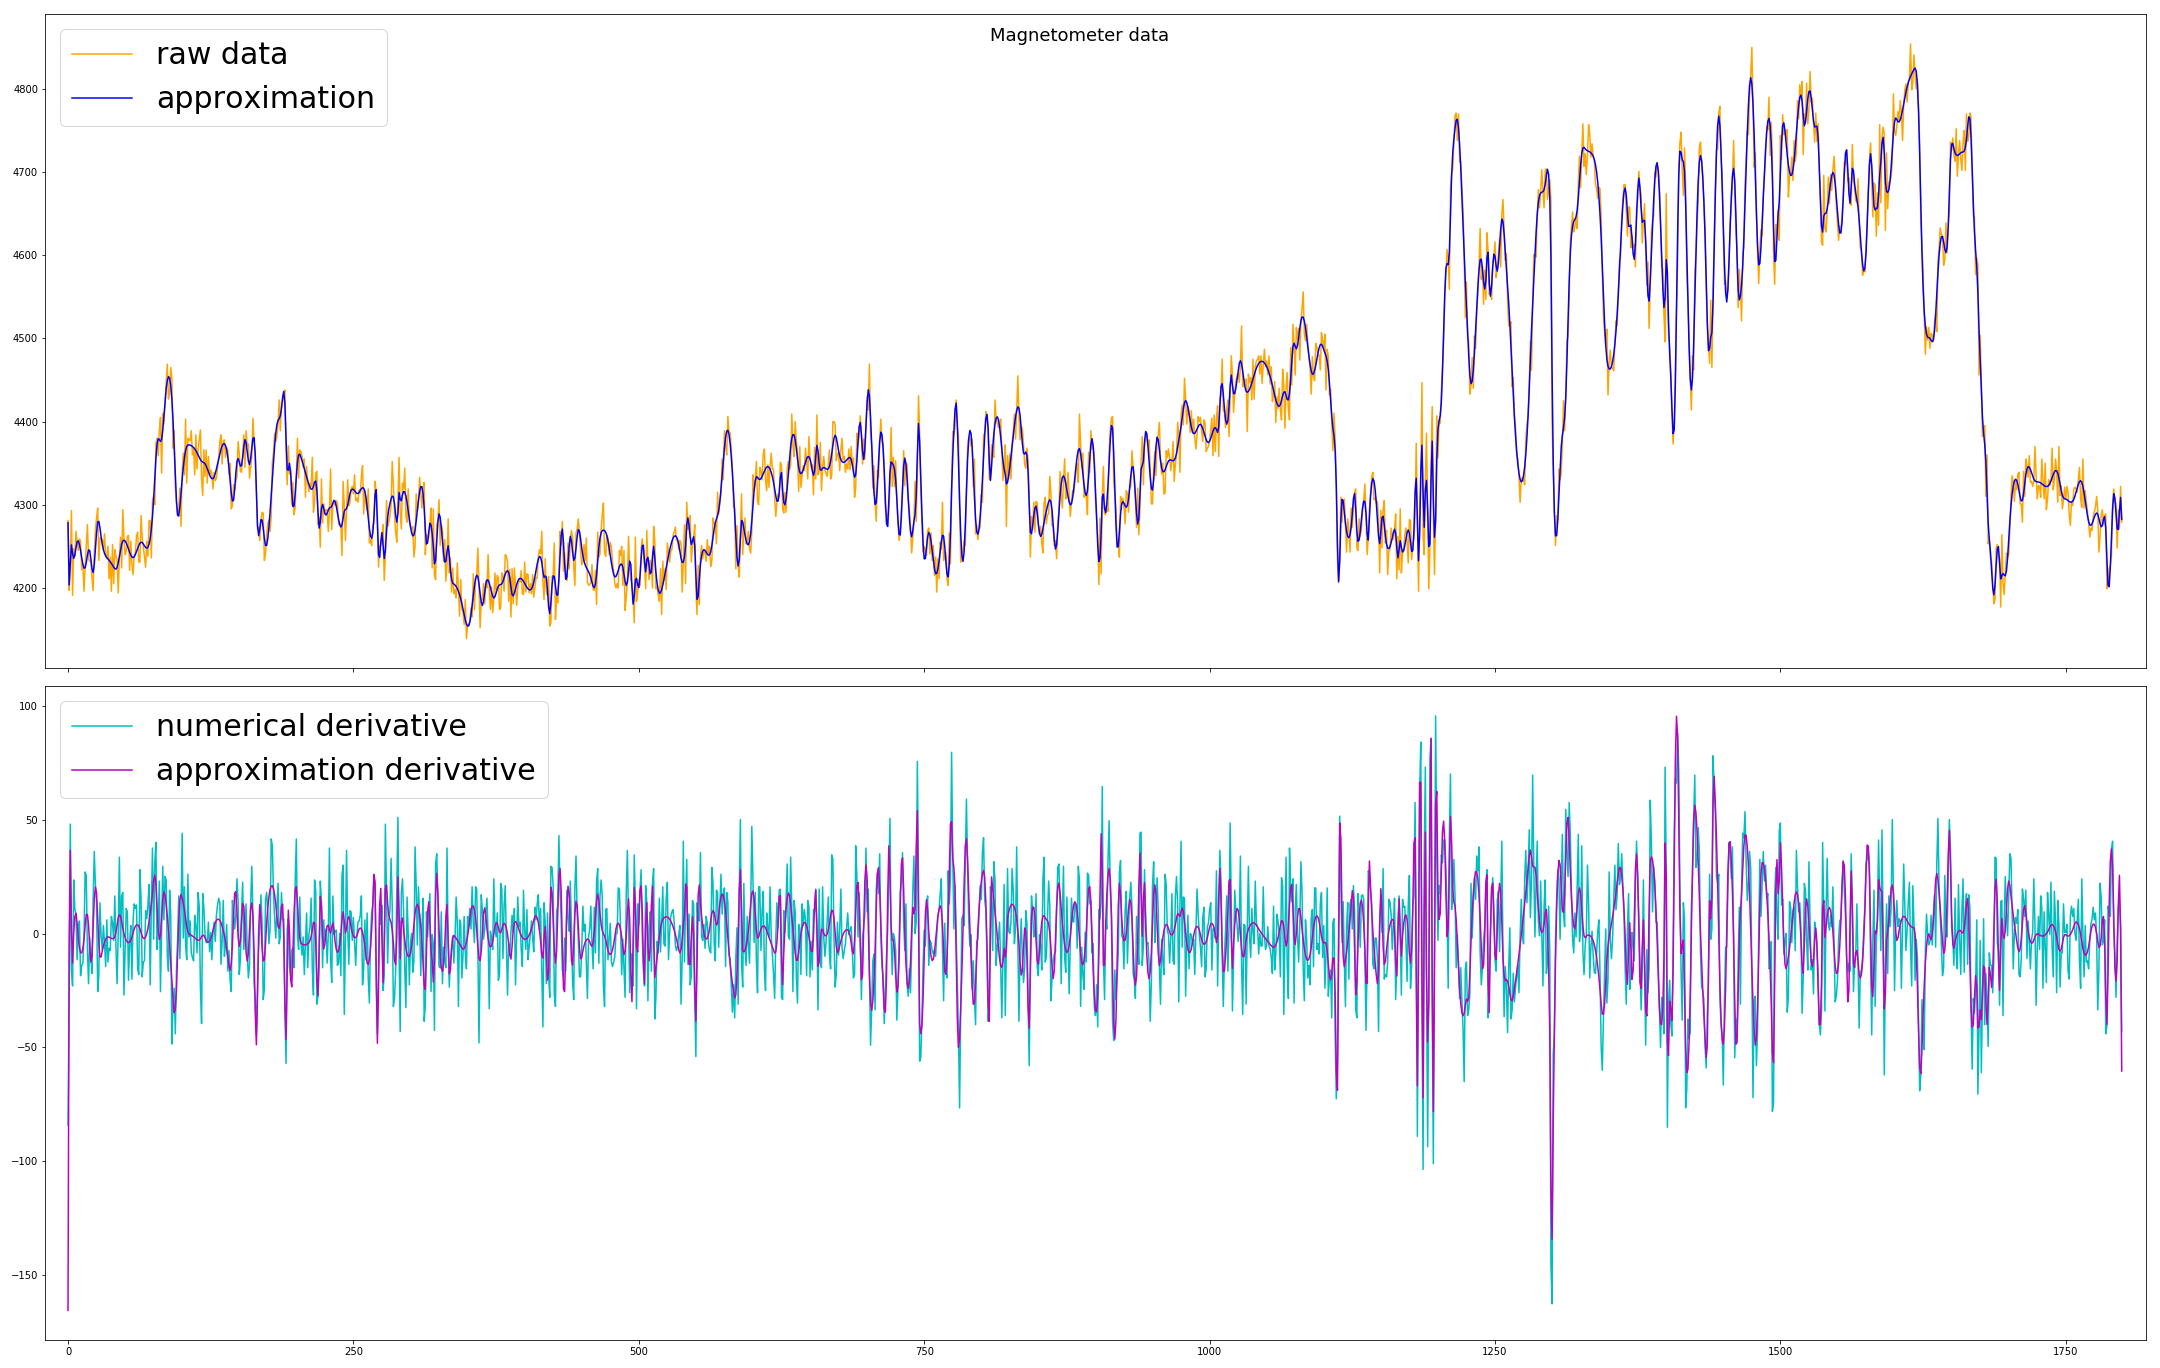 Magnetometer data
raw data
approximation
4800
4700
4600
4500
4400
4300
4200
numerical derivative
approximation derivative
100
50
0
−50
−100
−150
0 250 500 750 1000 1250 1500 1750